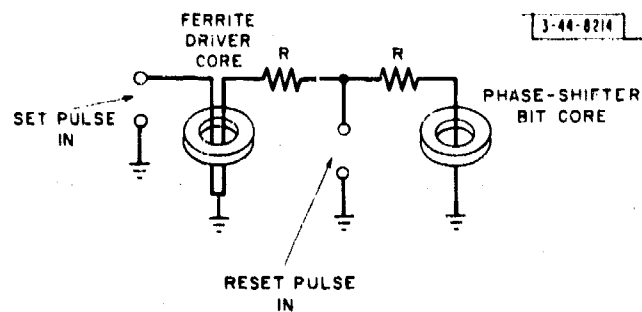 FERRITE
DRIVER
CORE
3-44-8214
R
R
SET PULSE
IN
PHASE-SHIFTER
BIT CORE
RESET PULSE
IN